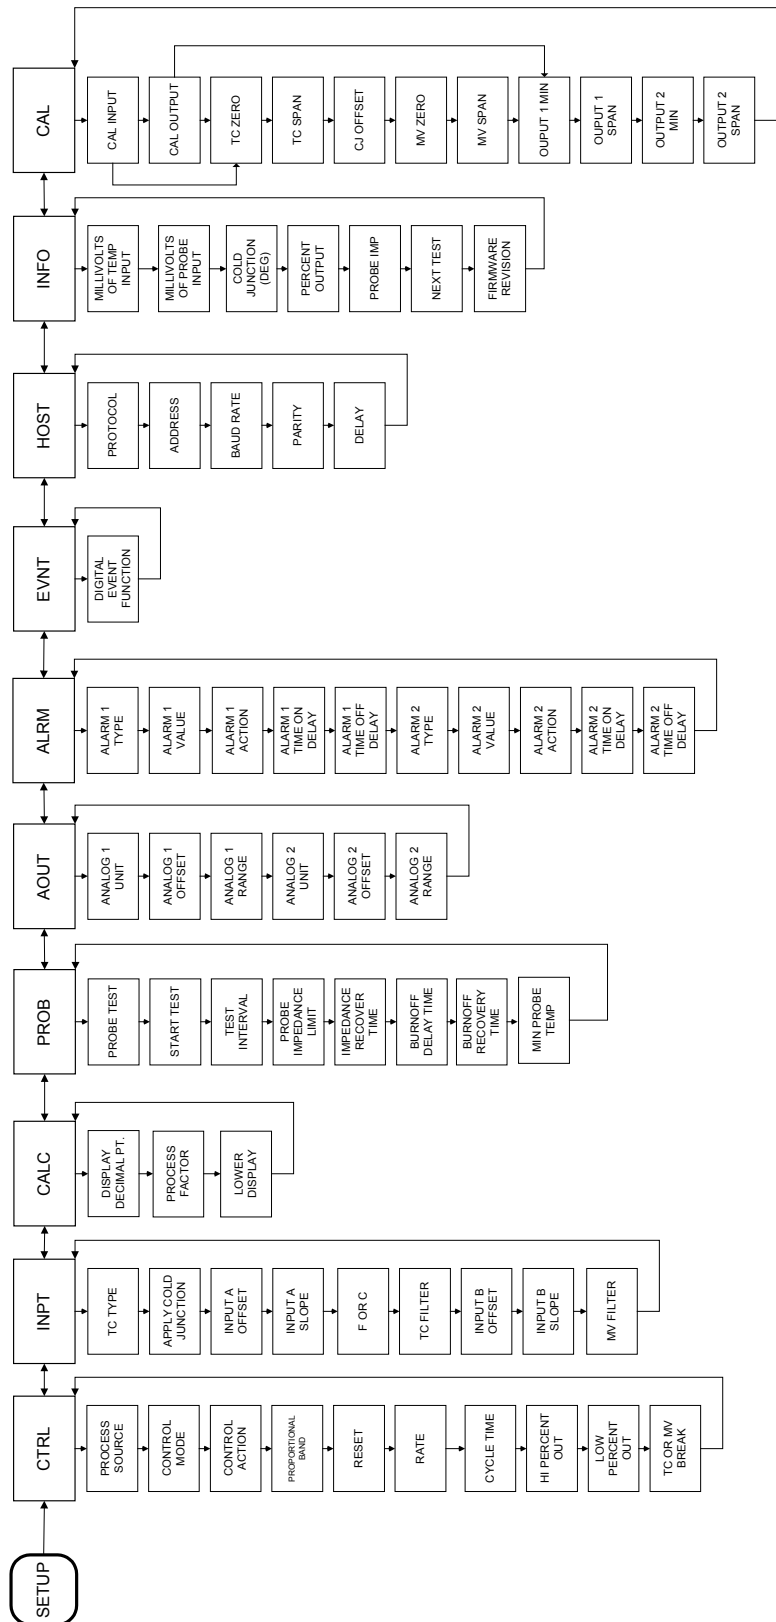 SETUP
CTRL
PROCESS
SOURCE
CONTROL
MODE
CONTROL
ACTION
PROPORTIONAL
BAND
RESET
RATE
CYCLE TIME
HI PERCENT
OUT
LOW
PERCENT
OUT
TC OR MV
BREAK
INPT
TC TYPE
APPLY COLD
JUNCTION
INPUT A
OFFSET
INPUT A
SLOPE
F OR C
TC FILTER
INPUT B
OFFSET
INPUT B
SLOPE
MV FILTER
CALC
DISPLAY
DECIMAL PT.
PROCESS
FACTOR
LOWER
DISPLAY
PROB
PROBE TEST
START TEST
TEST
INTERVAL
PROBE
IMPEDANCE
LIMIT
IMPEDANCE
RECOVER
TIME
BURNOFF
DELAY TIME
BURNOFF
RECOVERY
TIME
MIN PROBE
TEMP
AOUT
ANALOG 1
UNIT
ANALOG 1
OFFSET
ANALOG 1
RANGE
ANALOG 2
UNIT
ANALOG 2
OFFSET
ANALOG 2
RANGE
ALRM
ALARM 1
TYPE
ALARM 1
VALUE
ALARM 1
ACTION
ALARM 1
TIME ON
DELAY
ALARM 1
TIME OFF
DELAY
ALARM 2
TYPE
ALARM 2
VALUE
ALARM 2
ACTION
ALARM 2
TIME ON
DELAY
ALARM 2
TIME OFF
DELAY
EVNT
DIGITAL
EVENT
FUNCTION
HOST
PROTOCOL
ADDRESS
BAUD RATE
PARITY
DELAY
INFO
MILLIVOLTS
OF TEMP
INPUT
MILLIVOLTS
OF PROBE
INPUT
COLD
JUNCTION
(DEG)
PERCENT
OUTPUT
PROBE IMP
NEXT TEST
FIRMWARE
REVISION
CAL
CAL INPUT
CAL OUTPUT
TC ZERO
TC SPAN
CJ OFFSET
MV ZERO
MV SPAN
OUPUT 1 MIN
OUPUT 1
SPAN
OUTPUT 2
MIN
OUTPUT 2
SPAN